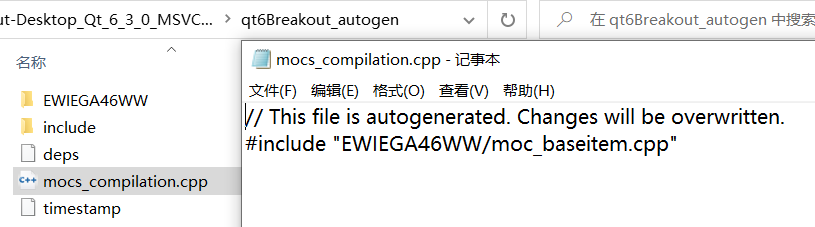 ut-Desktop_Qt_6_3_0_MSVC...
qt6Breakout_autogen
在 qt6Breakout_autogen 中搜索
名称
EWIEGA46WW
include
deps
mocs_compilation.cpp
timestamp
mocs_compilation.cpp - 记事本
文件(F) 编辑(E) 格式(O) 查看(V) 帮助(H)
// This file is autogenerated. Changes will be overwritten.
#include "EWIEGA46WW/moc_baseitem.cpp"